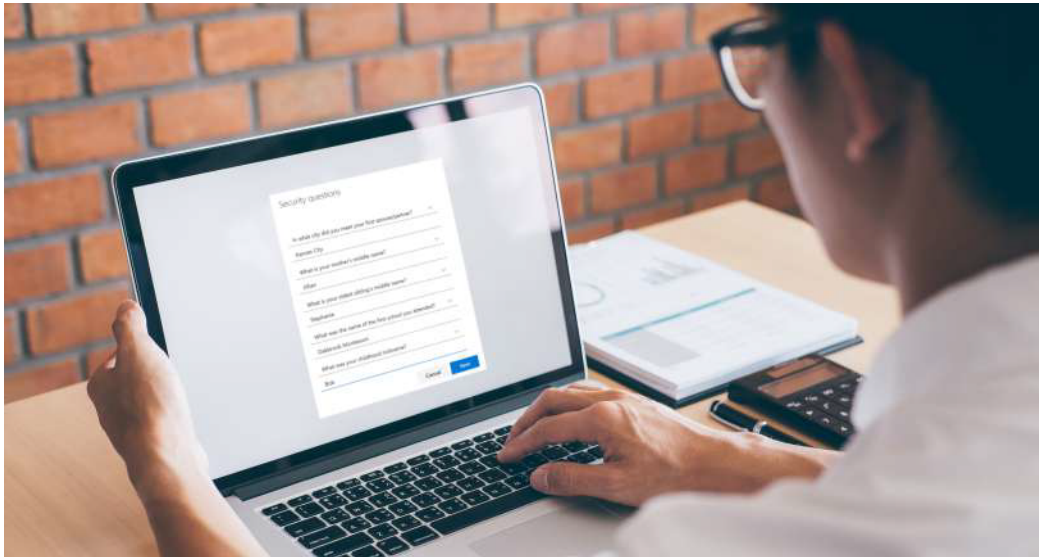 Security questions
In what city did you meet your first spouse/partner?
Kansas City
What is your mother's middle name?
What is your oldest sibling's middle name?
Stephanie
What was the name of the first school you attended?
Montessori
What was your childhood nickname?
Cancel